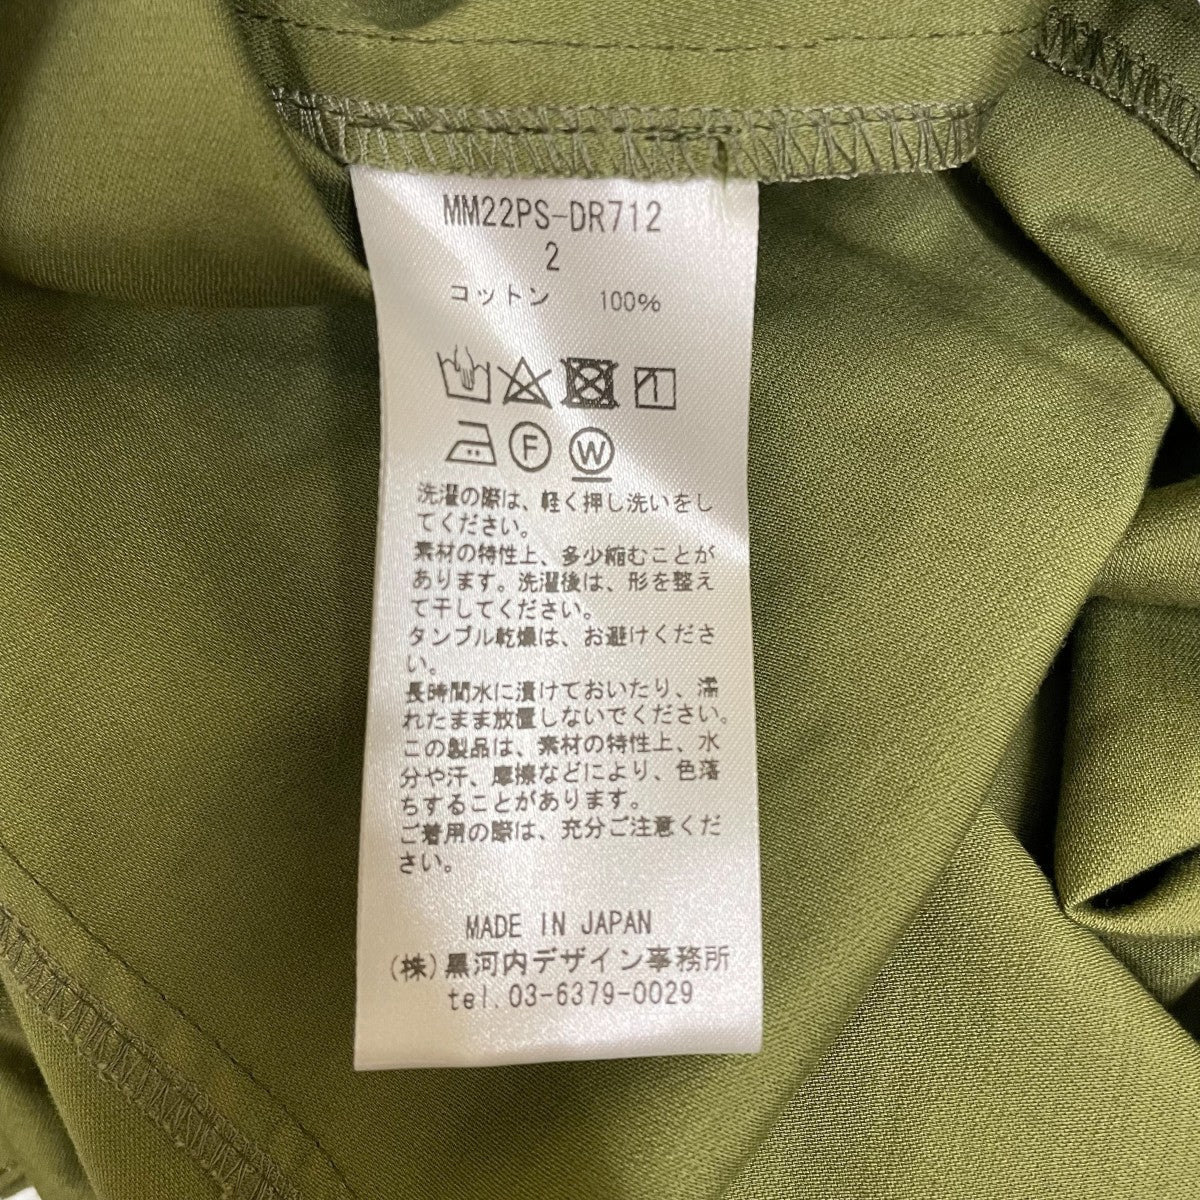 MM22PS-DR712
2
コットン 100%
F W
洗濯の際は、軽く押し洗いをし
てください。
素材の特性上、多少縮むことが
あります。洗濯後は、形を整え
て干してください。
タンブル乾燥は、お避けくださ
い。
長時間水に漬けておいたり、濡
れたまま放置しないでください。
この製品は、素材の特性上、水
分や汗、摩擦などにより、色落
ちすることがあります。
ご着用の際は、充分ご注意くだ
さい。
MADE IN JAPAN
(株)黒河内デザイン事務所
tel.03-6379-0029